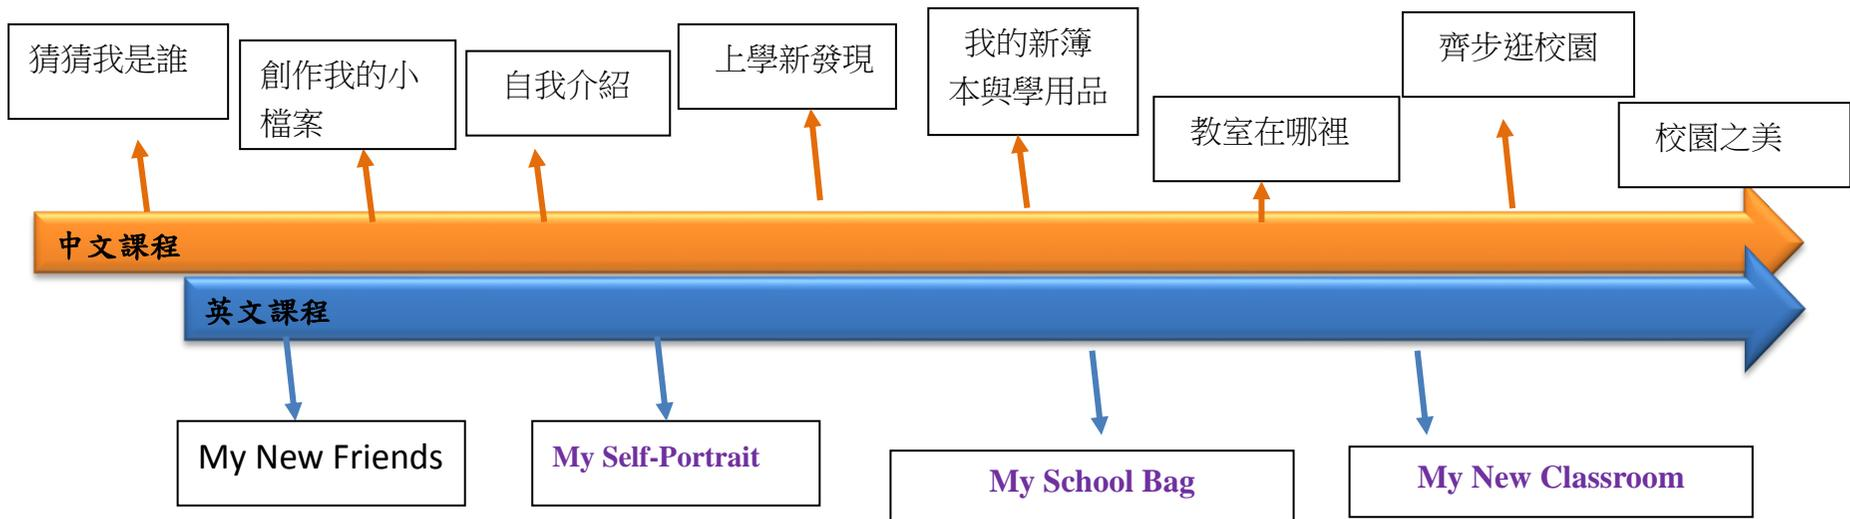 猜猜我是誰
創作我的小
檔案
自我介紹
上學新發現
我的新簿
本與學用品
教室在哪裡
齊步逛校園
校園之美
中文課程
英文課程
My New Friends
My Self-Portrait
My School Bag
My New Classroom